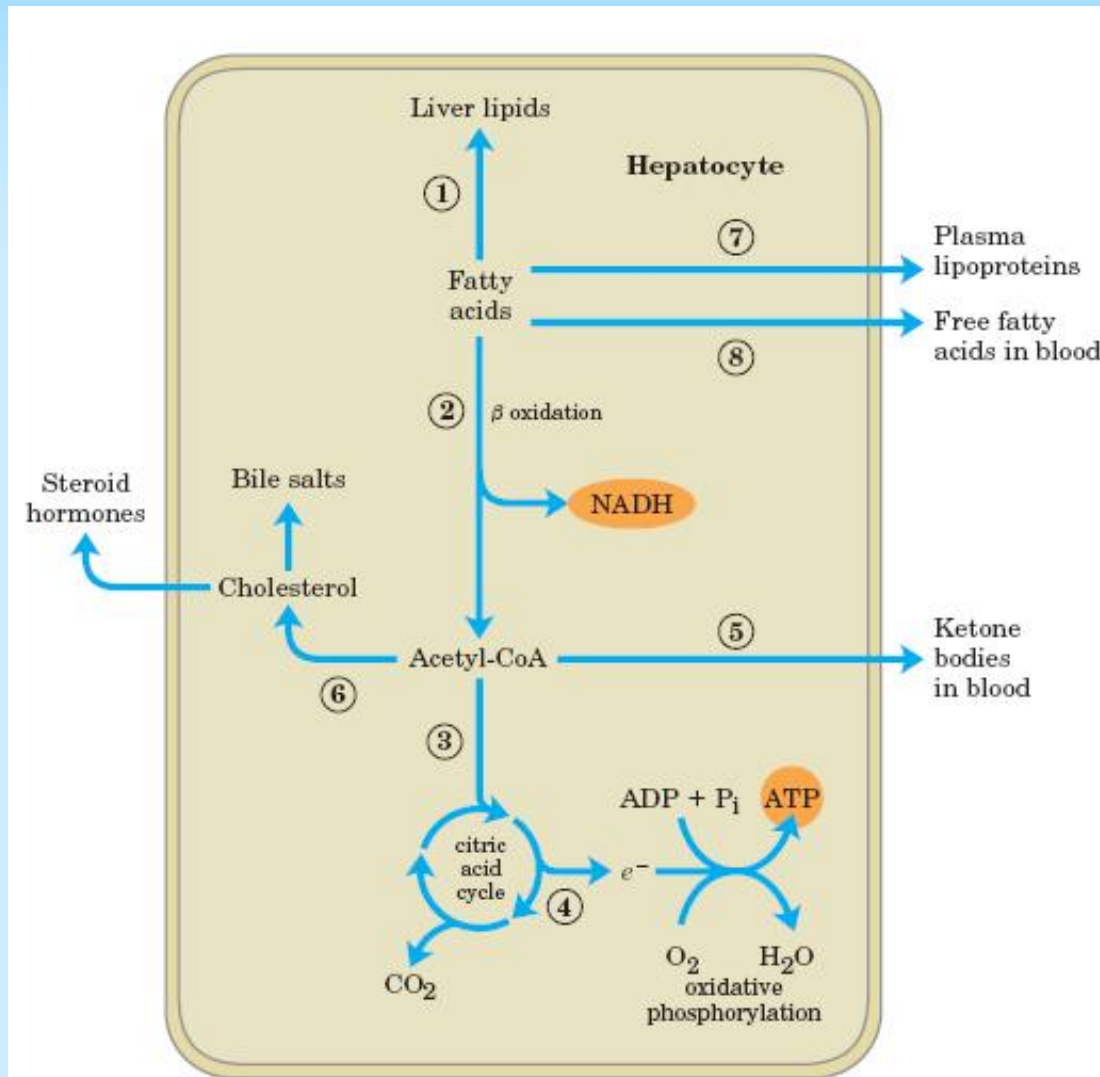 Liver lipids
Hepatocyte
①
⑦
Plasma
lipoproteins
Fatty
acids
Free fatty
acids in blood
⑧
②
β oxidation
Steroid
hormones
Bile salts
NADH
Cholesterol
⑤
Acetyl-CoA
Ketone
bodies
in blood
⑥
③
ADP + Pᵢ
ATP
citric
acid
cycle
e⁻
④
CO₂
O₂
H₂O
oxidative
phosphorylation